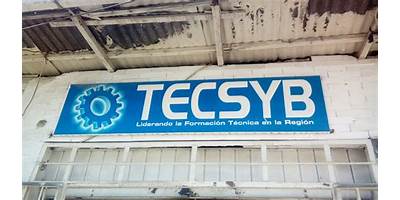 TECSYB
Liderando la Formación Técnica en la Región